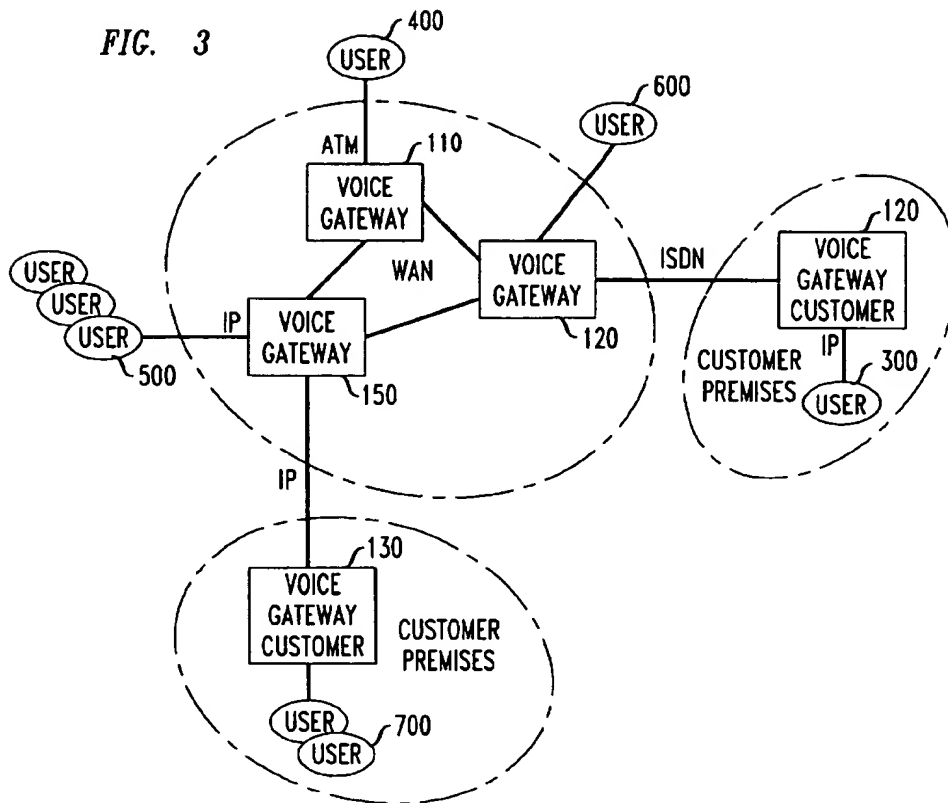 FIG. 3
400
USER
600
USER
ATM
110
VOICE
GATEWAY
120
VOICE
GATEWAY
CUSTOMER
WAN
VOICE
GATEWAY
120
ISDN
USER
USER
USER
500
IP
VOICE
GATEWAY
150
IP
300
USER
CUSTOMER
PREMISES
IP
130
VOICE
GATEWAY
CUSTOMER
CUSTOMER
PREMISES
USER
USER
700